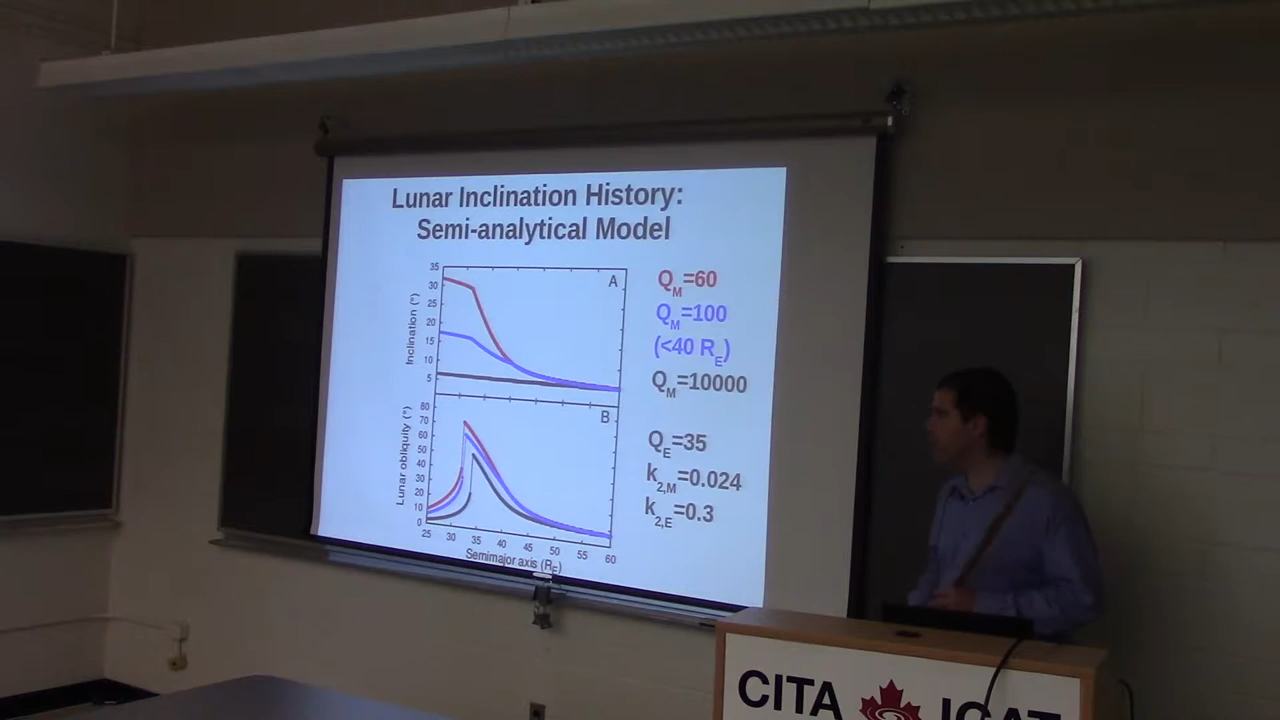 Lunar Inclination History:
Semi-analytical Model
35
30
25
20
15
10
5
Inclination (°)
A
80
70
60
50
40
30
20
10
0
Lunar obliquity (°)
B
25 30 35 40 45 50 55 60
Semimajor axis (R_E)
Q_M=60
Q_M=100
(<40 R_E)
Q_M=10000
Q_E=35
k_2,M=0.024
k_2,E=0.3
CITA ICAT